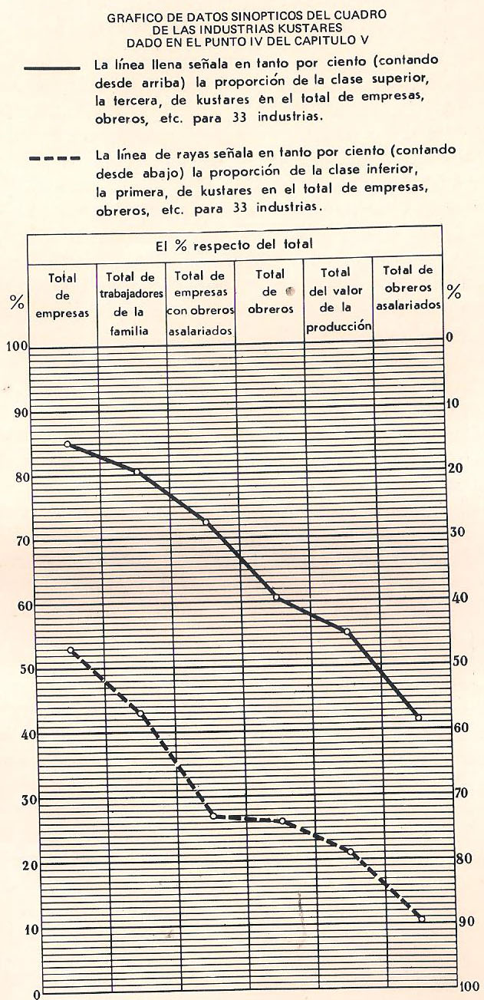 GRAFICO DE DATOS SINOPTICOS DEL CUADRO
DE LAS INDUSTRIAS KUSTARES
DADO EN EL PUNTO IV DEL CAPITULO V
La línea llena señala en tanto por ciento (contando
desde arriba) la proporción de la clase superior,
la tercera, de kustares en el total de empresas,
obreros, etc. para 33 industrias.
La línea de rayas señala en tanto por ciento (contando
desde abajo) la proporción de la clase inferior,
la primera, de kustares en el total de empresas,
obreros, etc. para 33 industrias.
El % respecto del total
%
Total
de
empresas
Total de
trabajadores
de la
familia
Total de
empresas
con obreros
asalariados
Total
de
obreros
Total
del valor
de la
producción
Total de
obreros
asalariados
%
100
90
80
70
60
50
40
30
20
10
0
0
10
20
30
40
50
60
70
80
90
100